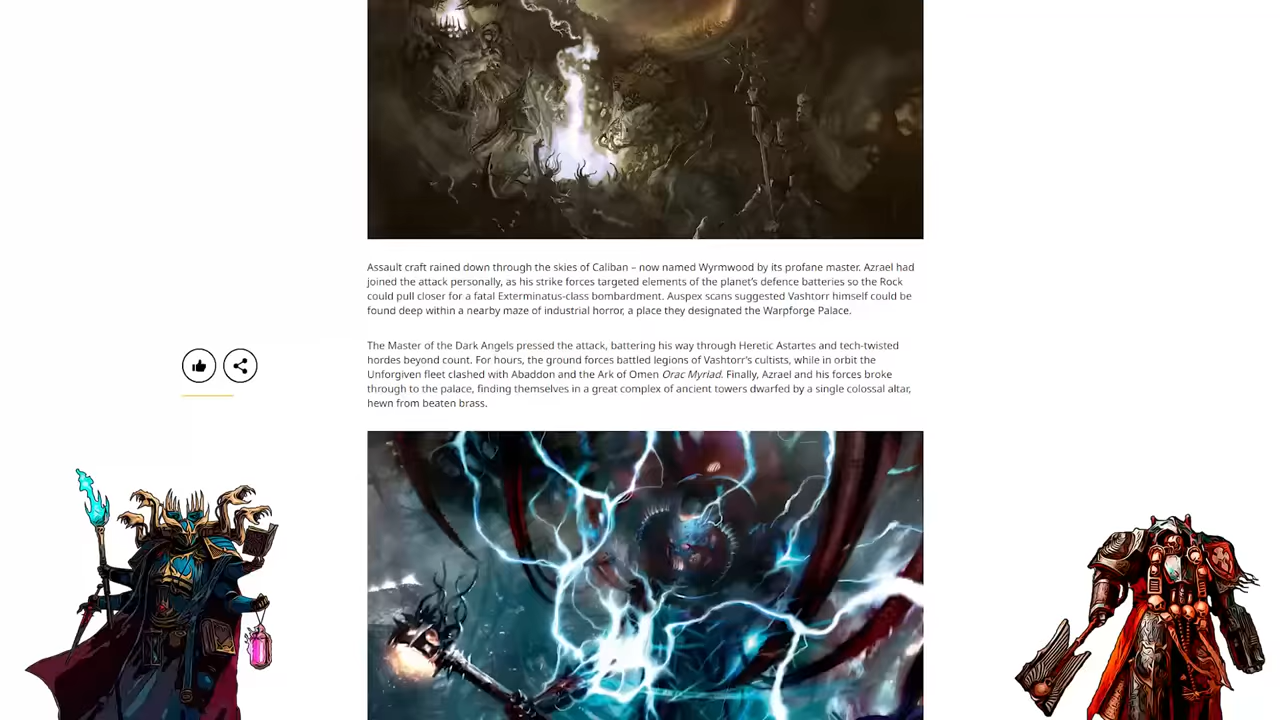 Assault craft rained down through the skies of Caliban – now named Wyrmwood by its profane master. Azrael had
joined the attack personally, as his strike forces targeted elements of the planet's defence batteries so the Rock
could pull closer for a fatal Exterminatus-class bombardment. Auspex scans suggested Vashtorr himself could be
found deep within a nearby maze of industrial horror, a place they designated the Warpforge Palace.
The Master of the Dark Angels pressed the attack, battering his way through Heretic Astartes and tech-twisted
hordes beyond count. For hours, the ground forces battled legions of Vashtorr's cultists, while in orbit the
Unforgiven fleet clashed with Abaddon and the Ark of Omen Orac Myriad. Finally, Azrael and his forces broke
through to the palace, finding themselves in a great complex of ancient towers dwarfed by a single colossal altar,
hewn from beaten brass.